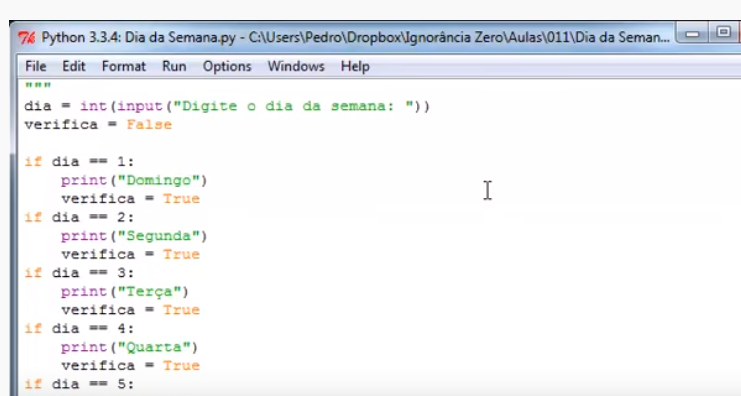 Python 3.3.4: Dia da Semana.py - C:\Users\Pedro\Dropbox\Ignorância Zero\Aulas\011\Dia da Seman...
File Edit Format Run Options Windows Help
"""
dia = int(input("Digite o dia da semana: "))
verifica = False
if dia == 1:
    print("Domingo")
    verifica = True
if dia == 2:
    print("Segunda")
    verifica = True
if dia == 3:
    print("Terça")
    verifica = True
if dia == 4:
    print("Quarta")
    verifica = True
if dia == 5: